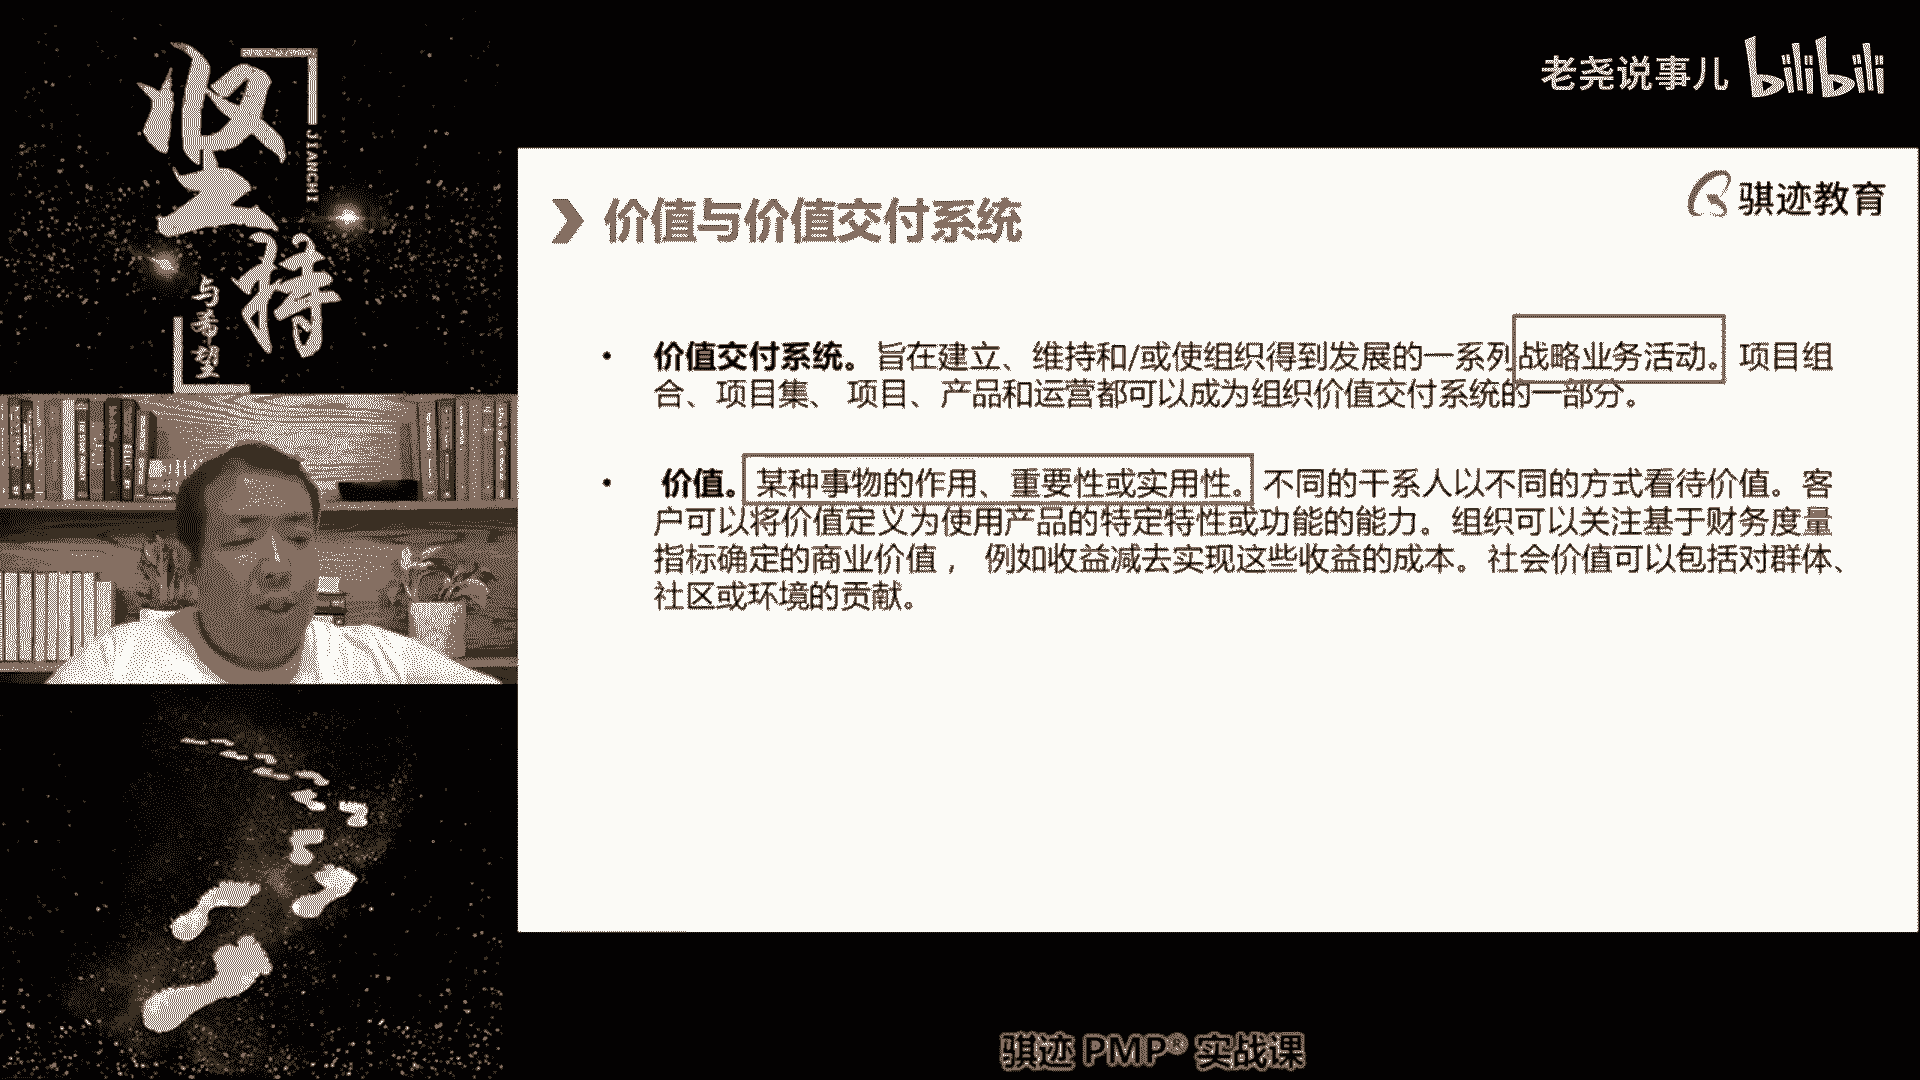 坚
JIANCHI
持
与希望
老尧说事儿 bilibili
骐迹教育
价值与价值交付系统
• 价值交付系统。旨在建立、维持和/或使组织得到发展的一系列战略业务活动。 项目组
合、项目集、 项目、产品和运营都可以成为组织价值交付系统的一部分。
• 价值。某种事物的作用、重要性或实用性。不同的干系人以不同的方式看待价值。客
户可以将价值定义为使用产品的特定特性或功能的能力。组织可以关注基于财务度量
指标确定的商业价值， 例如收益减去实现这些收益的成本。社会价值可以包括对群体、
社区或环境的贡献。
骐迹 PMP® 实战课